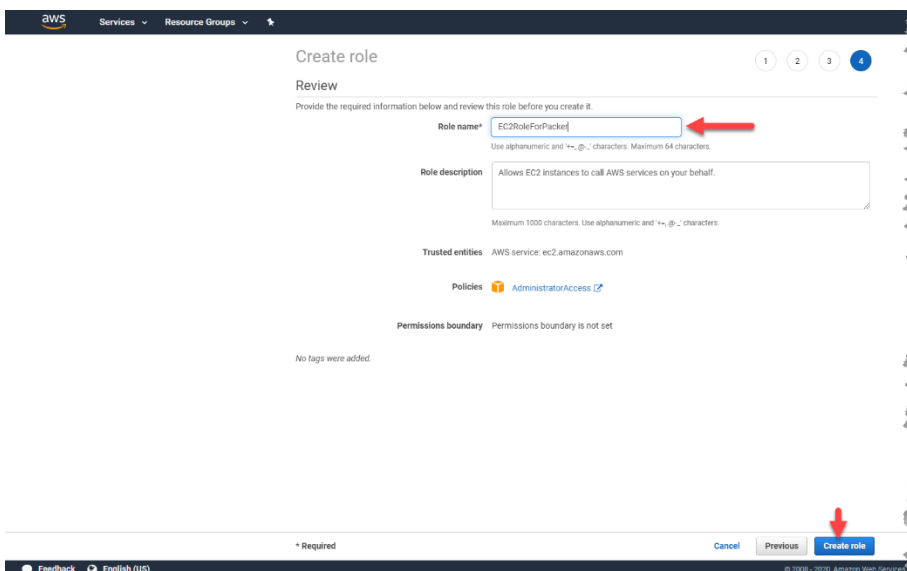 aws Services Resource Groups
Create role
1 2 3 4
Review
Provide the required information below and review this role before you create it.
Role name* EC2RoleForPacker
Use alphanumeric and '+=,.@-_' characters. Maximum 64 characters.
Role description Allows EC2 instances to call AWS services on your behalf.
Maximum 1000 characters. Use alphanumeric and '+=,.@-_' characters.
Trusted entities AWS service: ec2.amazonaws.com
Policies AdministratorAccess
Permissions boundary Permissions boundary is not set
No tags were added.
* Required Cancel Previous Create role
Feedback English (US) © 2008 - 2020, Amazon Web Services